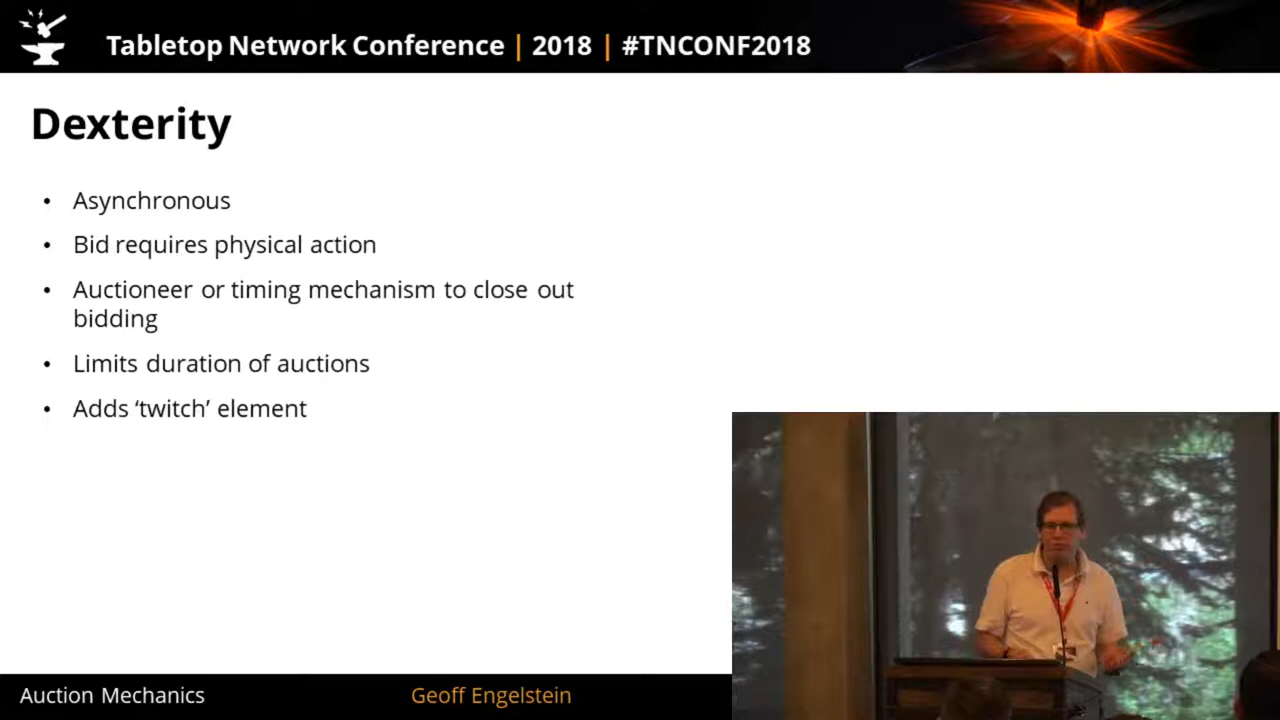 Tabletop Network Conference | 2018 | #TNCONF2018
Dexterity
• Asynchronous
• Bid requires physical action
• Auctioneer or timing mechanism to close out
bidding
• Limits duration of auctions
• Adds ‘twitch’ element
Auction Mechanics
Geoff Engelstein